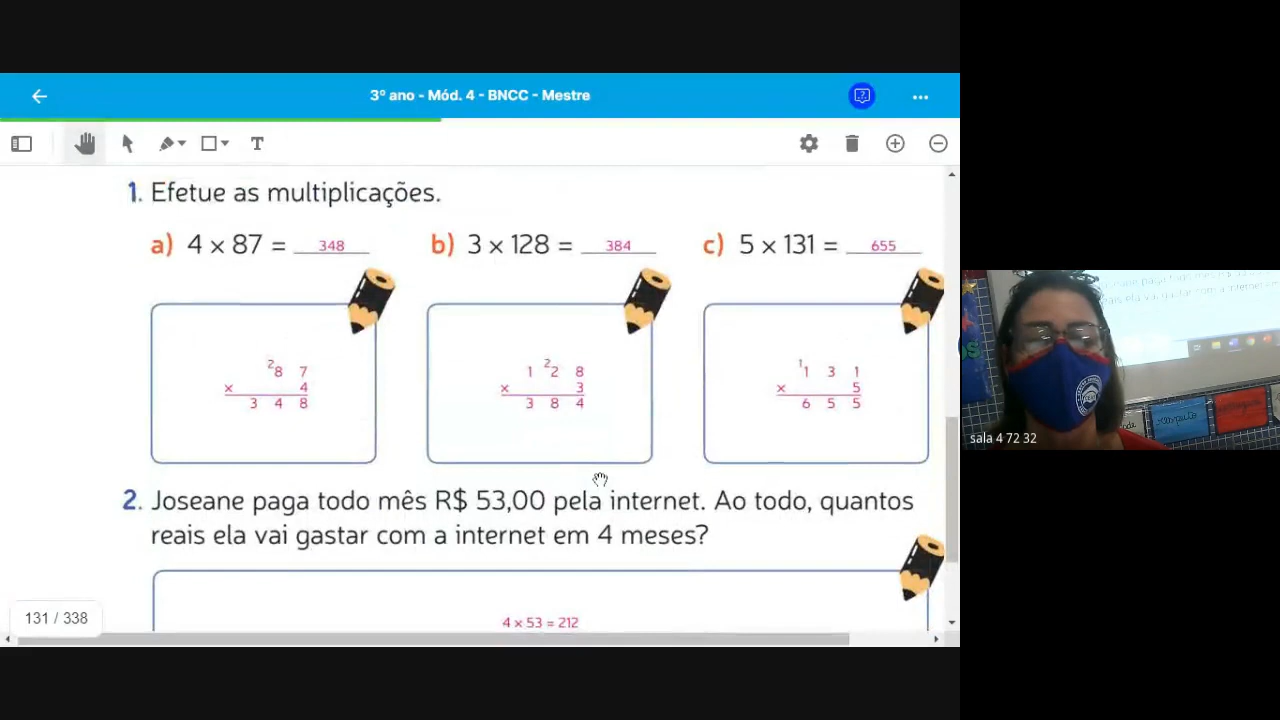 3º ano - Mód. 4 - BNCC - Mestre
1. Efetue as multiplicações.
a) 4 x 87 = 348
b) 3 x 128 = 384
c) 5 x 131 = 655
2
8 7
x 4
3 4 8
2
1 2 8
x 3
3 8 4
1
1 3 1
x 5
6 5 5
2. Joseane paga todo mês R$ 53,00 pela internet. Ao todo, quantos
reais ela vai gastar com a internet em 4 meses?
4 x 53 = 212
131 / 338
sala 4 72 32